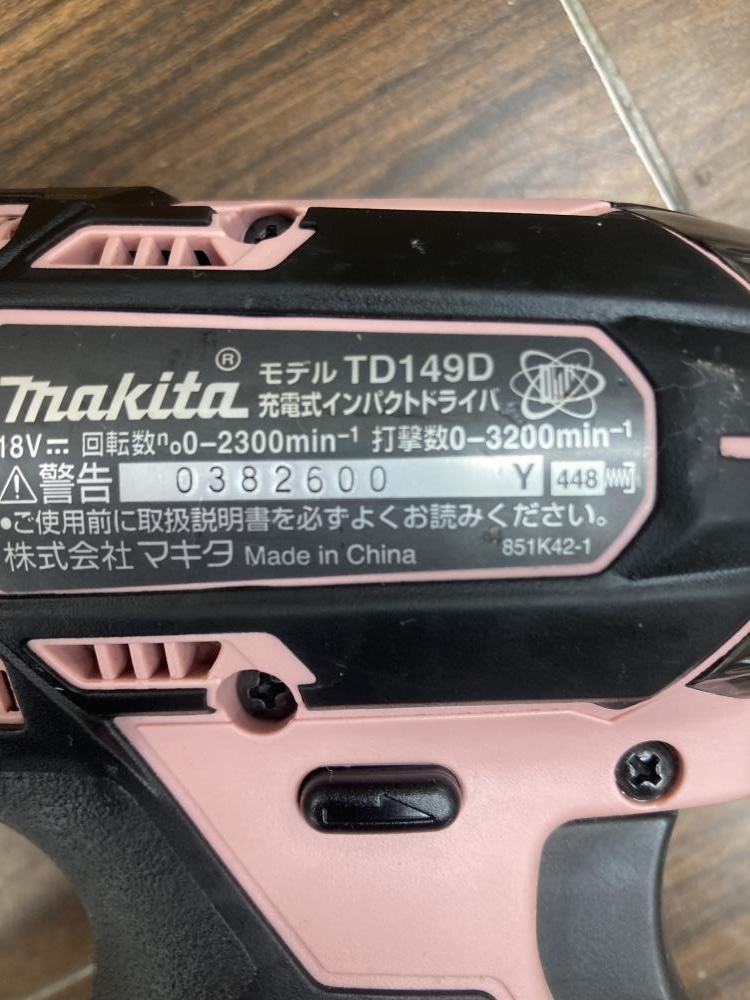 makita® モデル TD149D
充電式インパクトドライバ
18V⎓ 回転数n₀0-2300min⁻¹ 打撃数0-3200min⁻¹
⚠警告 0382600 Y 448
•ご使用前に取扱説明書を必ずよくお読みください。
株式会社マキタ Made in China 851K42-1